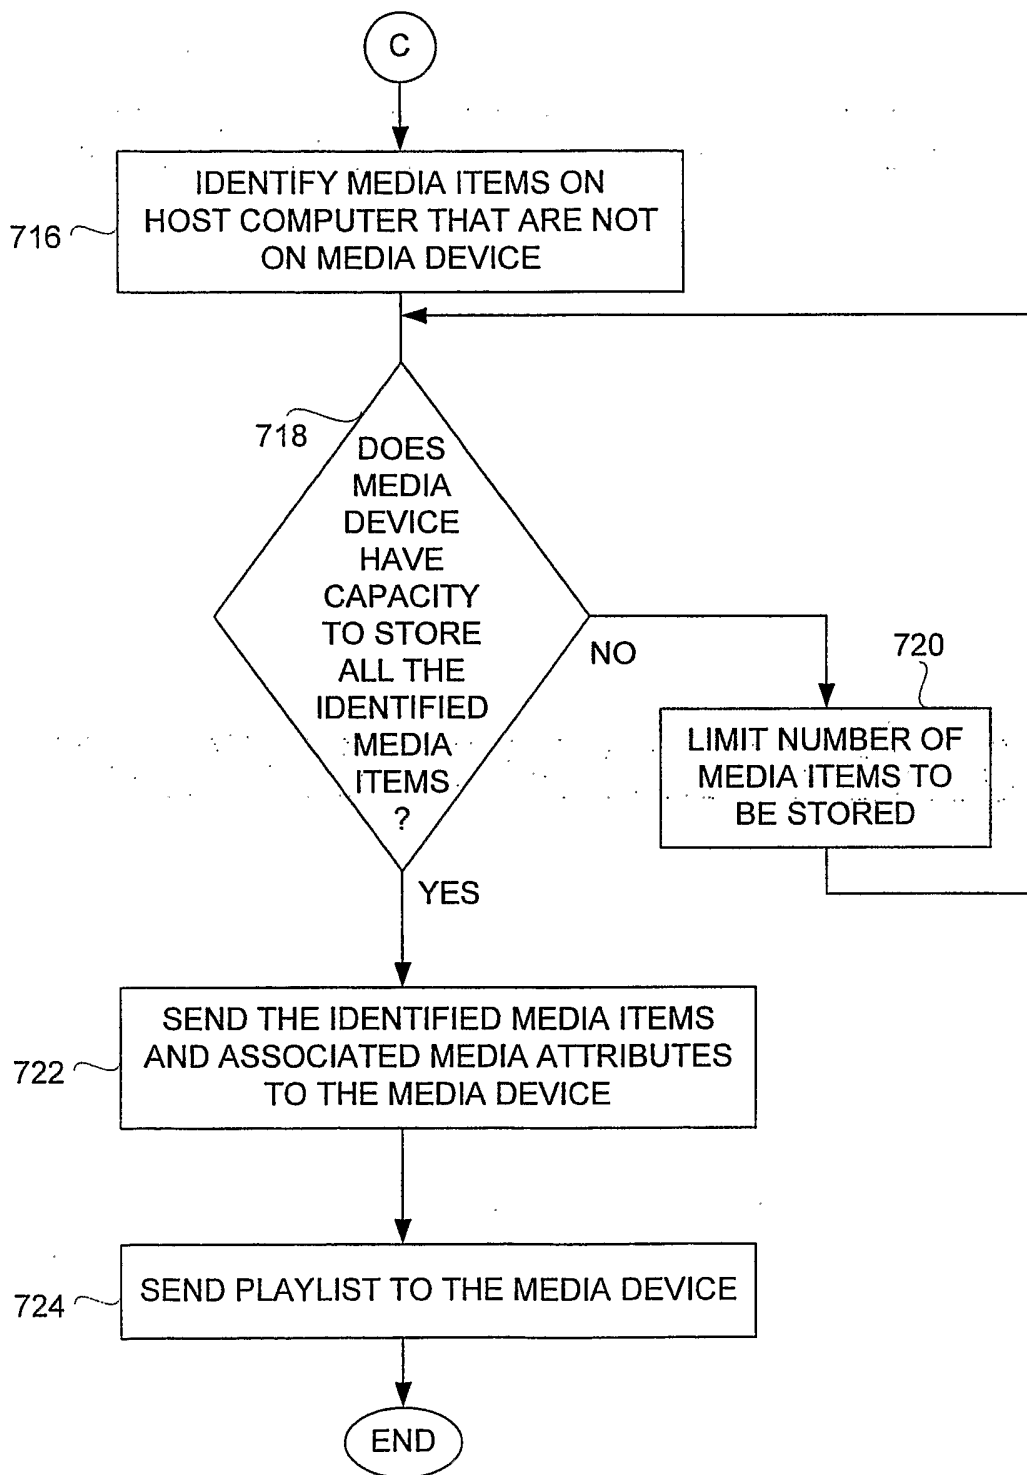 C
IDENTIFY MEDIA ITEMS ON
HOST COMPUTER THAT ARE NOT
ON MEDIA DEVICE
716
718
DOES
MEDIA
DEVICE
HAVE
CAPACITY
TO STORE
ALL THE
IDENTIFIED
MEDIA
ITEMS
?
NO
720
LIMIT NUMBER OF
MEDIA ITEMS TO
BE STORED
YES
SEND THE IDENTIFIED MEDIA ITEMS
AND ASSOCIATED MEDIA ATTRIBUTES
TO THE MEDIA DEVICE
722
SEND PLAYLIST TO THE MEDIA DEVICE
724
END